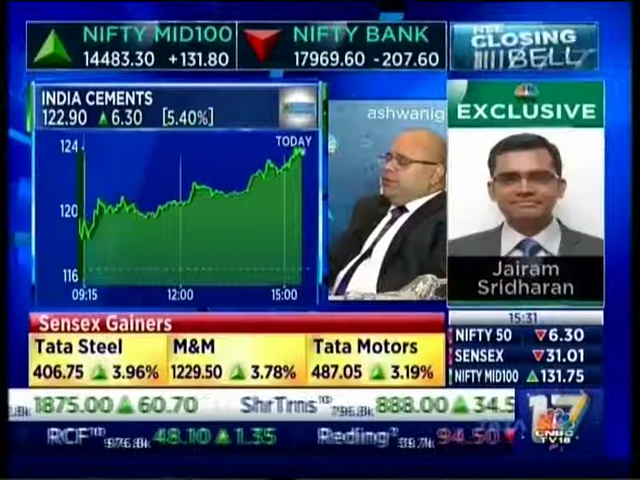 NIFTY MID100
14483.30 +131.80
NIFTY BANK
17969.60 -207.60
CLOSING
BELL
INDIA CEMENTS
122.90 6.30 [5.40%]
TODAY
124
120
116
09:15 12:00 15:00
ashwanig
EXCLUSIVE
Jairam
Sridharan
Sensex Gainers
Tata Steel
406.75 3.96%
M&M
1229.50 3.78%
Tata Motors
487.05 3.19%
15:31
NIFTY 50 6.30
SENSEX 31.01
NIFTY MID100 131.75
1875.00 60.70 ShrTrns 888.00 34.5
RCF 48.10 1.35 Reding 94.50
17
CNBC
TV18